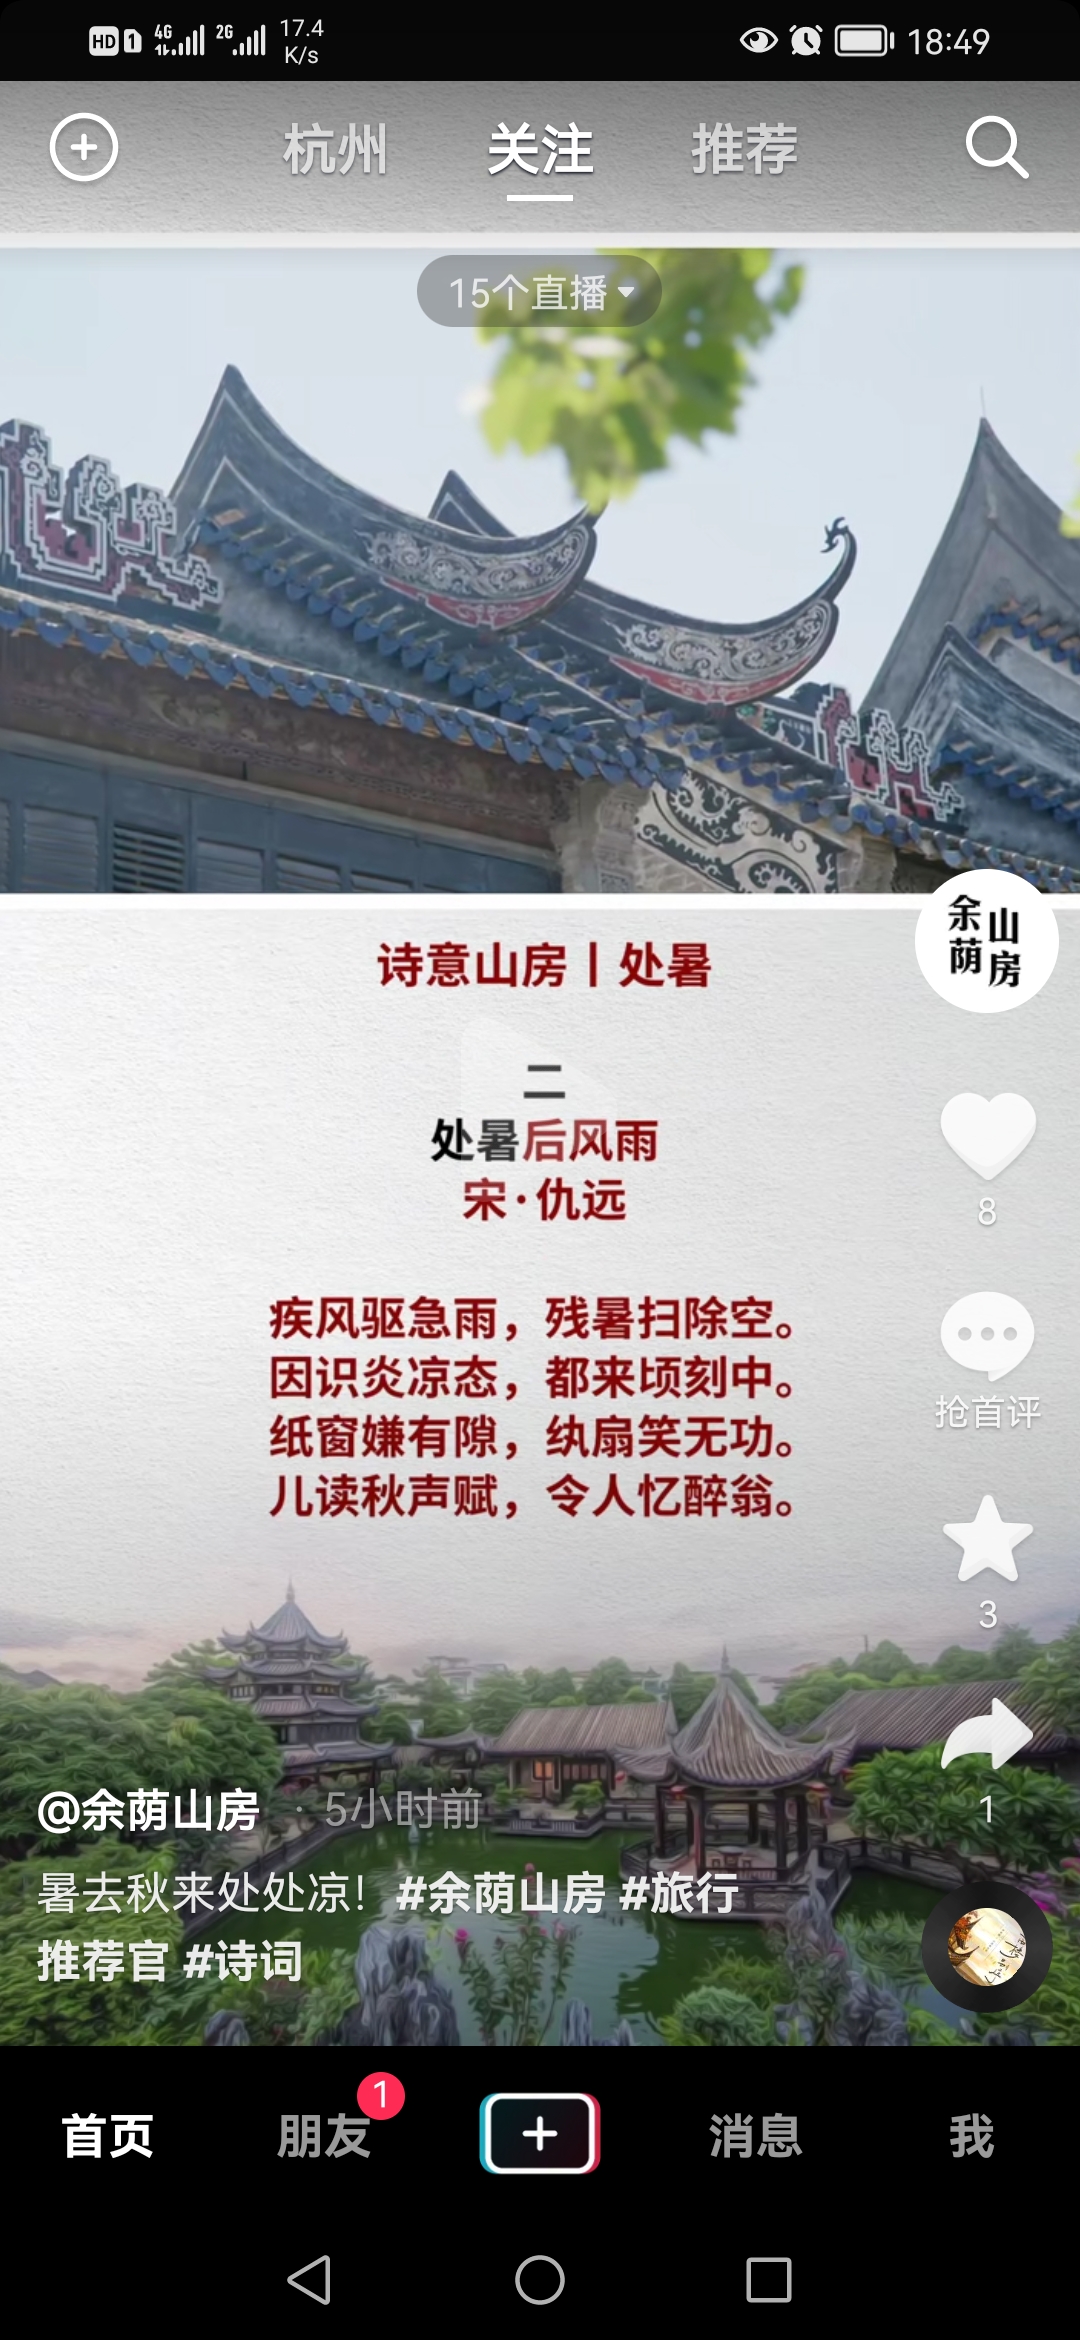 HD 1 4G 2G 17.4 K/s 18:49
杭州 关注 推荐
15个直播
余荫山房
诗意山房丨处暑
二
处暑后风雨
宋·仇远
疾风驱急雨，残暑扫除空。
因识炎凉态，都来顷刻中。
纸窗嫌有隙，纨扇笑无功。
儿读秋声赋，令人忆醉翁。
8
抢首评
3
1
@余荫山房 · 5小时前
暑去秋来处处凉！#余荫山房 #旅行
推荐官 #诗词
首页 朋友 1 消息 我